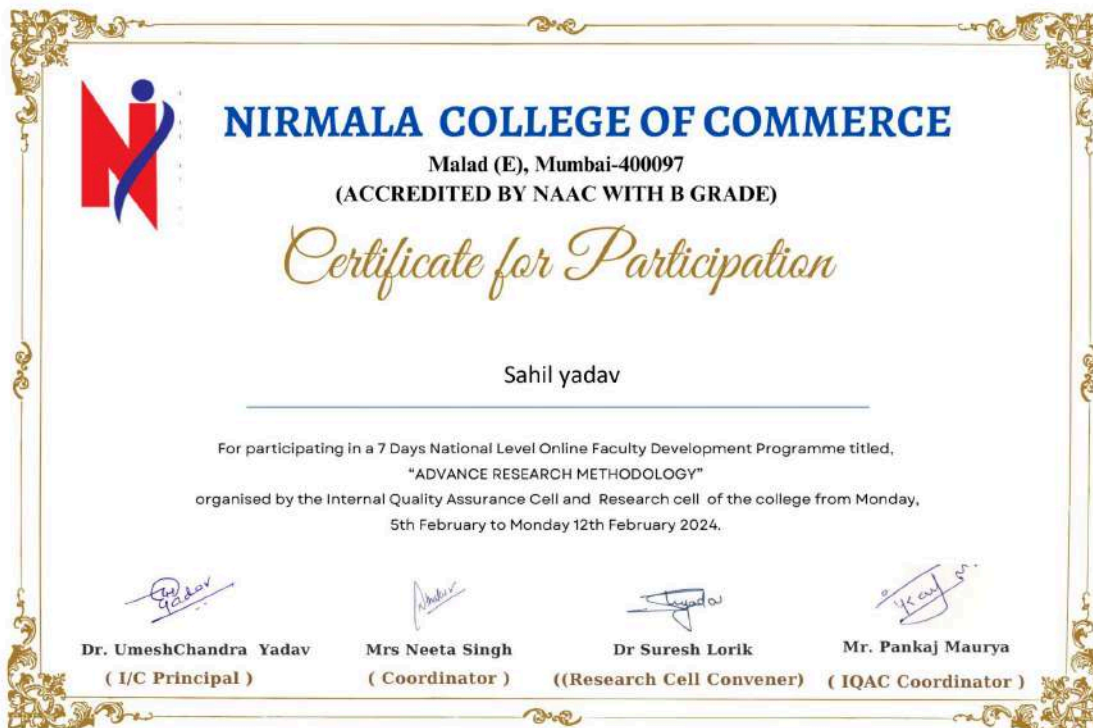 NIRMALA COLLEGE OF COMMERCE
Malad (E), Mumbai-400097
(ACCREDITED BY NAAC WITH B GRADE)
Certificate for Participation
Sahil yadav
For participating in a 7 Days National Level Online Faculty Development Programme titled,
“ADVANCE RESEARCH METHODOLOGY”
organised by the Internal Quality Assurance Cell and Research cell of the college from Monday,
5th February to Monday 12th February 2024.
Dr. UmeshChandra Yadav Mrs Neeta Singh Dr Suresh Lorik Mr. Pankaj Maurya
( I/C Principal ) ( Coordinator ) ((Research Cell Convener) ( IQAC Coordinator )